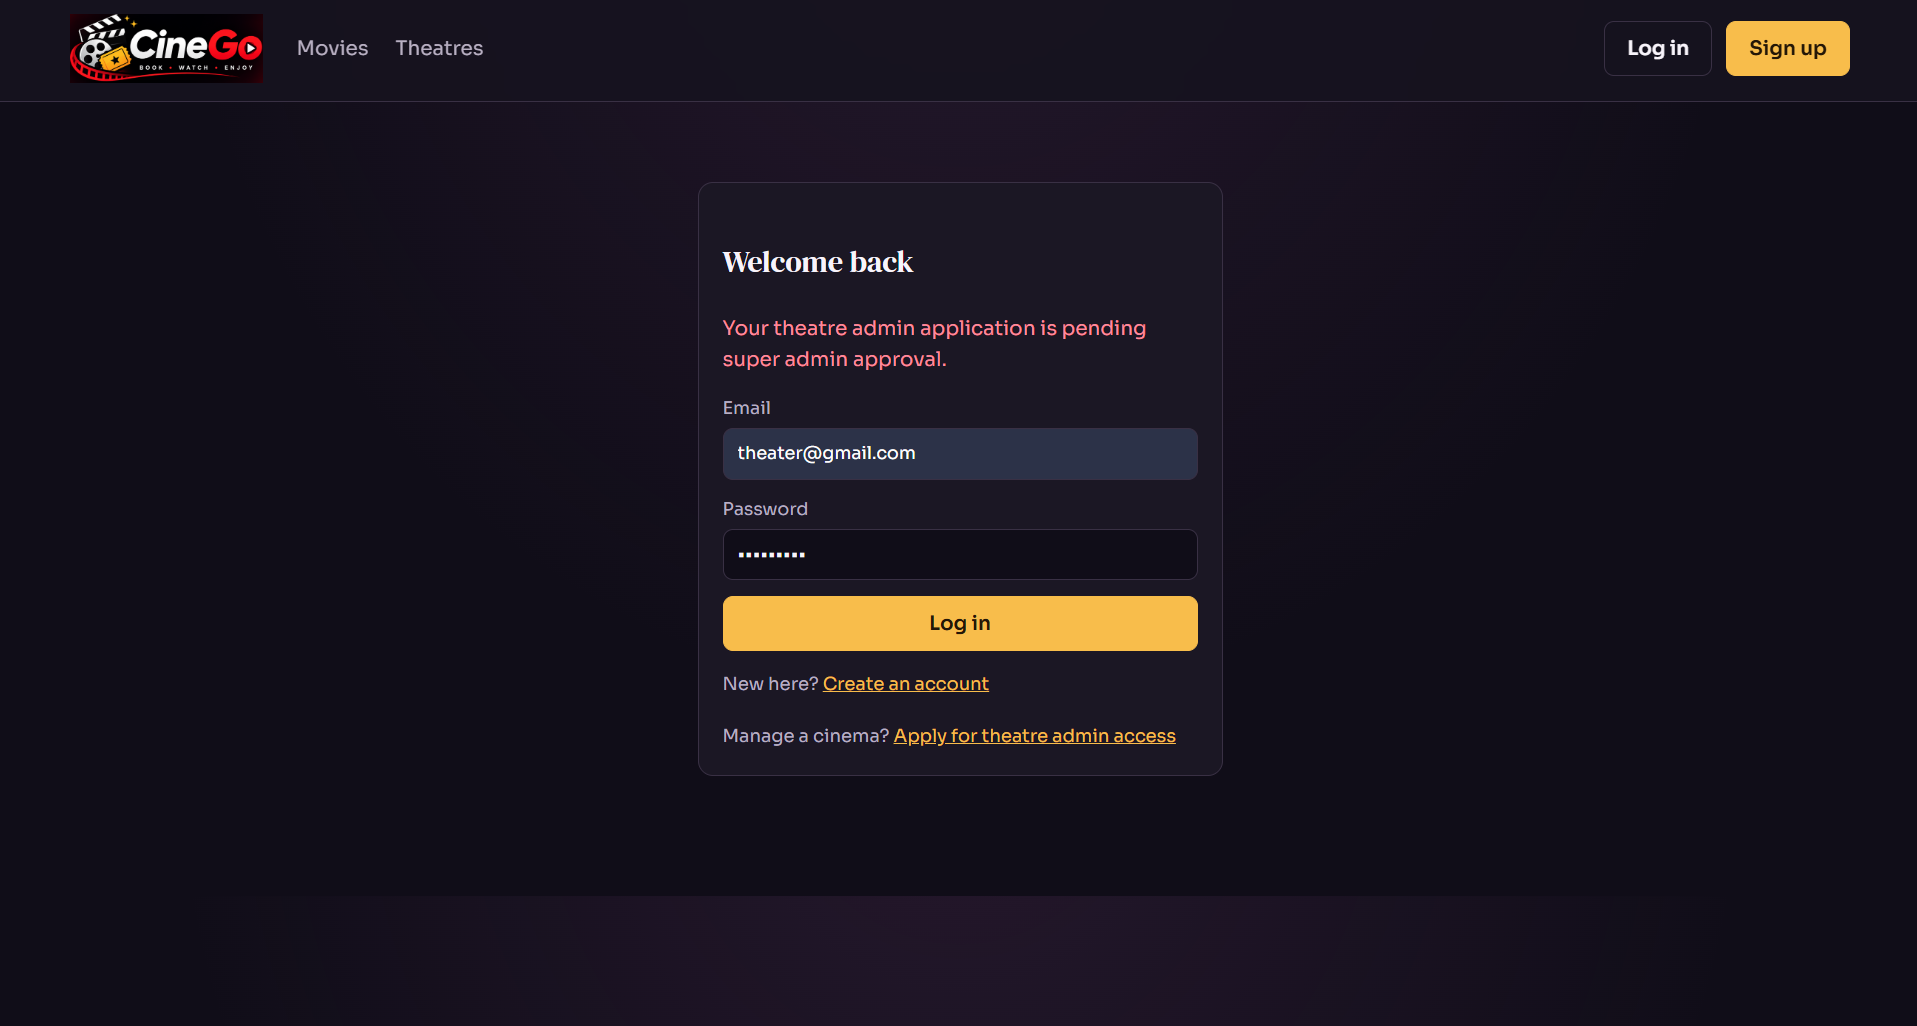 CineGo
BOOK • WATCH • ENJOY
Movies
Theatres
Log in
Sign up
Welcome back
Your theatre admin application is pending
super admin approval.
Email
theater@gmail.com
Password
Log in
New here? Create an account
Manage a cinema? Apply for theatre admin access